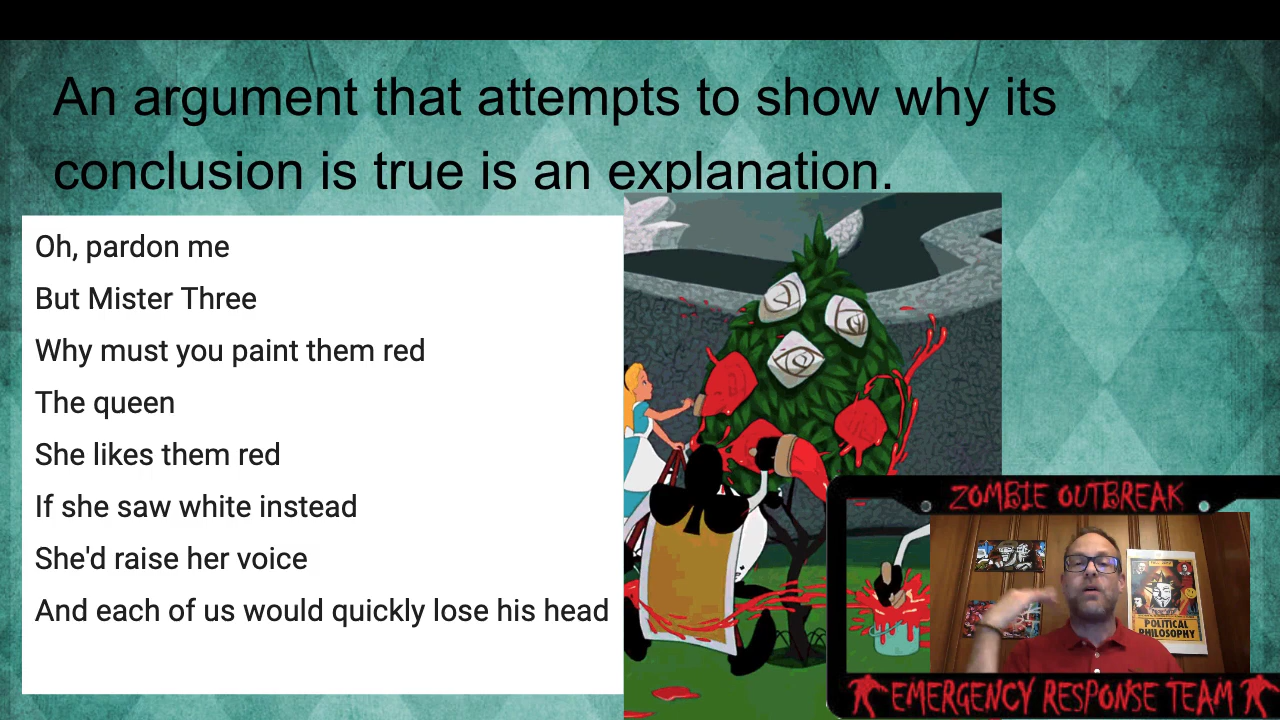 An argument that attempts to show why its
conclusion is true is an explanation.
Oh, pardon me
But Mister Three
Why must you paint them red
The queen
She likes them red
If she saw white instead
She'd raise her voice
And each of us would quickly lose his head
ZOMBIE OUTBREAK
POLITICAL
PHILOSOPHY
EMERGENCY RESPONSE TEAM